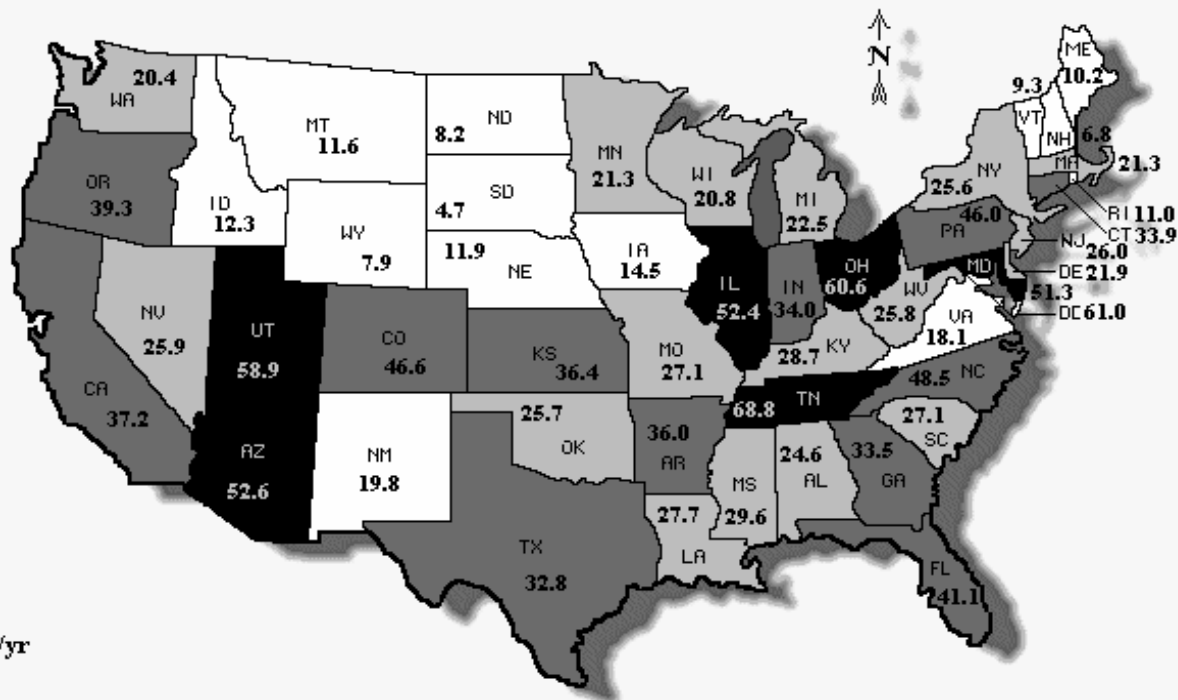 N
WA
20.4
OR
39.3
CA
37.2
NV
25.9
ID
12.3
MT
11.6
WY
7.9
UT
58.9
AZ
52.6
CO
46.6
NM
19.8
ND
8.2
SD
4.7
NE
11.9
KS
36.4
OK
25.7
TX
32.8
MN
21.3
IA
14.5
MO
27.1
AR
36.0
LA
27.7
WI
20.8
IL
52.4
MI
22.5
IN
34.0
OH
60.6
KY
28.7
TN
68.8
MS
29.6
AL
24.6
GA
33.5
FL
41.1
SC
27.1
NC
48.5
VA
18.1
WV
25.8
PA
46.0
NY
25.6
VT
9.3
NH
6.8
ME
10.2
MA
21.3
RI 11.0
CT 33.9
NJ
26.0
DE 21.9
MD
51.3
DC 61.0
/yr